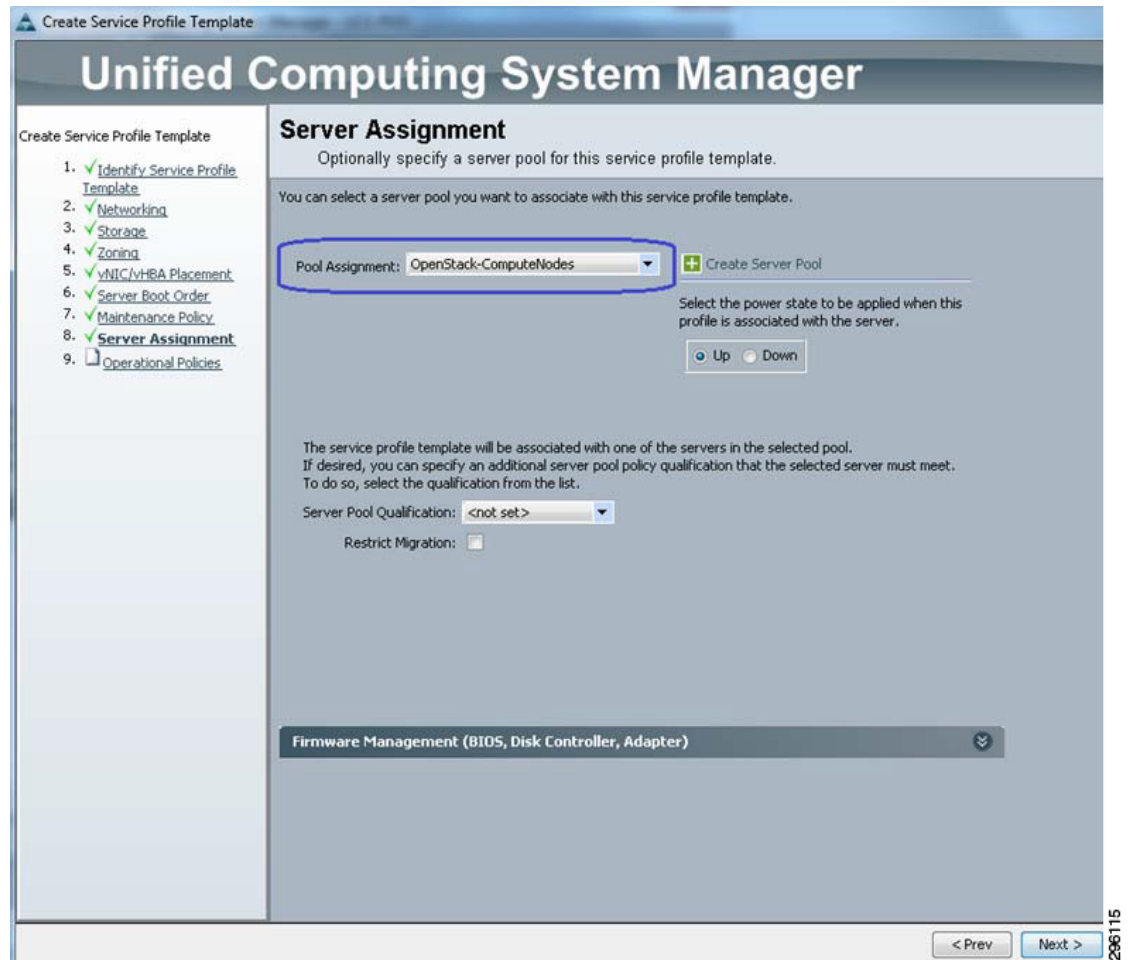 Create Service Profile Template
Unified Computing System Manager
Create Service Profile Template
1. Identify Service Profile
Template
2. Networking
3. Storage
4. Zoning
5. vNIC/vHBA Placement
6. Server Boot Order
7. Maintenance Policy
8. Server Assignment
9. Operational Policies
Server Assignment
Optionally specify a server pool for this service profile template.
You can select a server pool you want to associate with this service profile template.
Pool Assignment: OpenStack-ComputeNodes
Create Server Pool
Select the power state to be applied when this
profile is associated with the server.
Up Down
The service profile template will be associated with one of the servers in the selected pool.
If desired, you can specify an additional server pool policy qualification that the selected server must meet.
To do so, select the qualification from the list.
Server Pool Qualification: <not set>
Restrict Migration:
Firmware Management (BIOS, Disk Controller, Adapter)
< Prev Next >
296115